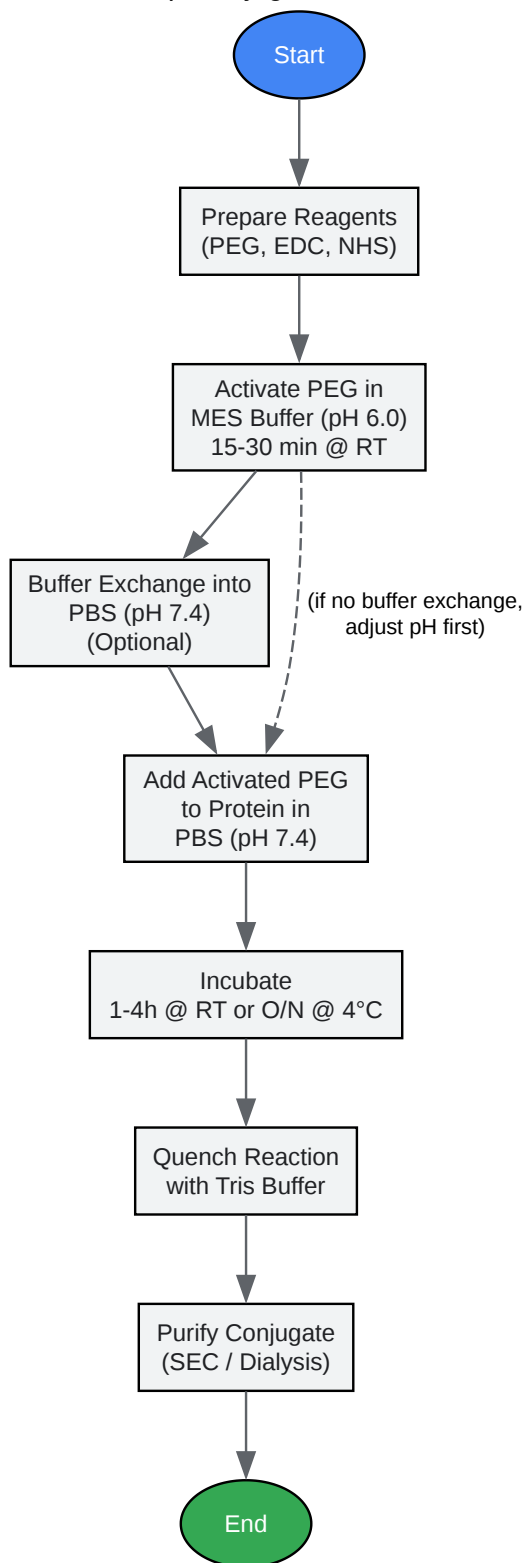 Start
Prepare Reagents
(PEG, EDC, NHS)
Activate PEG in
MES Buffer (pH 6.0)
15-30 min @ RT
Buffer Exchange into
PBS (pH 7.4)
(Optional)
(if no buffer exchange,
adjust pH first)
Add Activated PEG
to Protein in
PBS (pH 7.4)
Incubate
1-4h @ RT or O/N @ 4°C
Quench Reaction
with Tris Buffer
Purify Conjugate
(SEC / Dialysis)
End